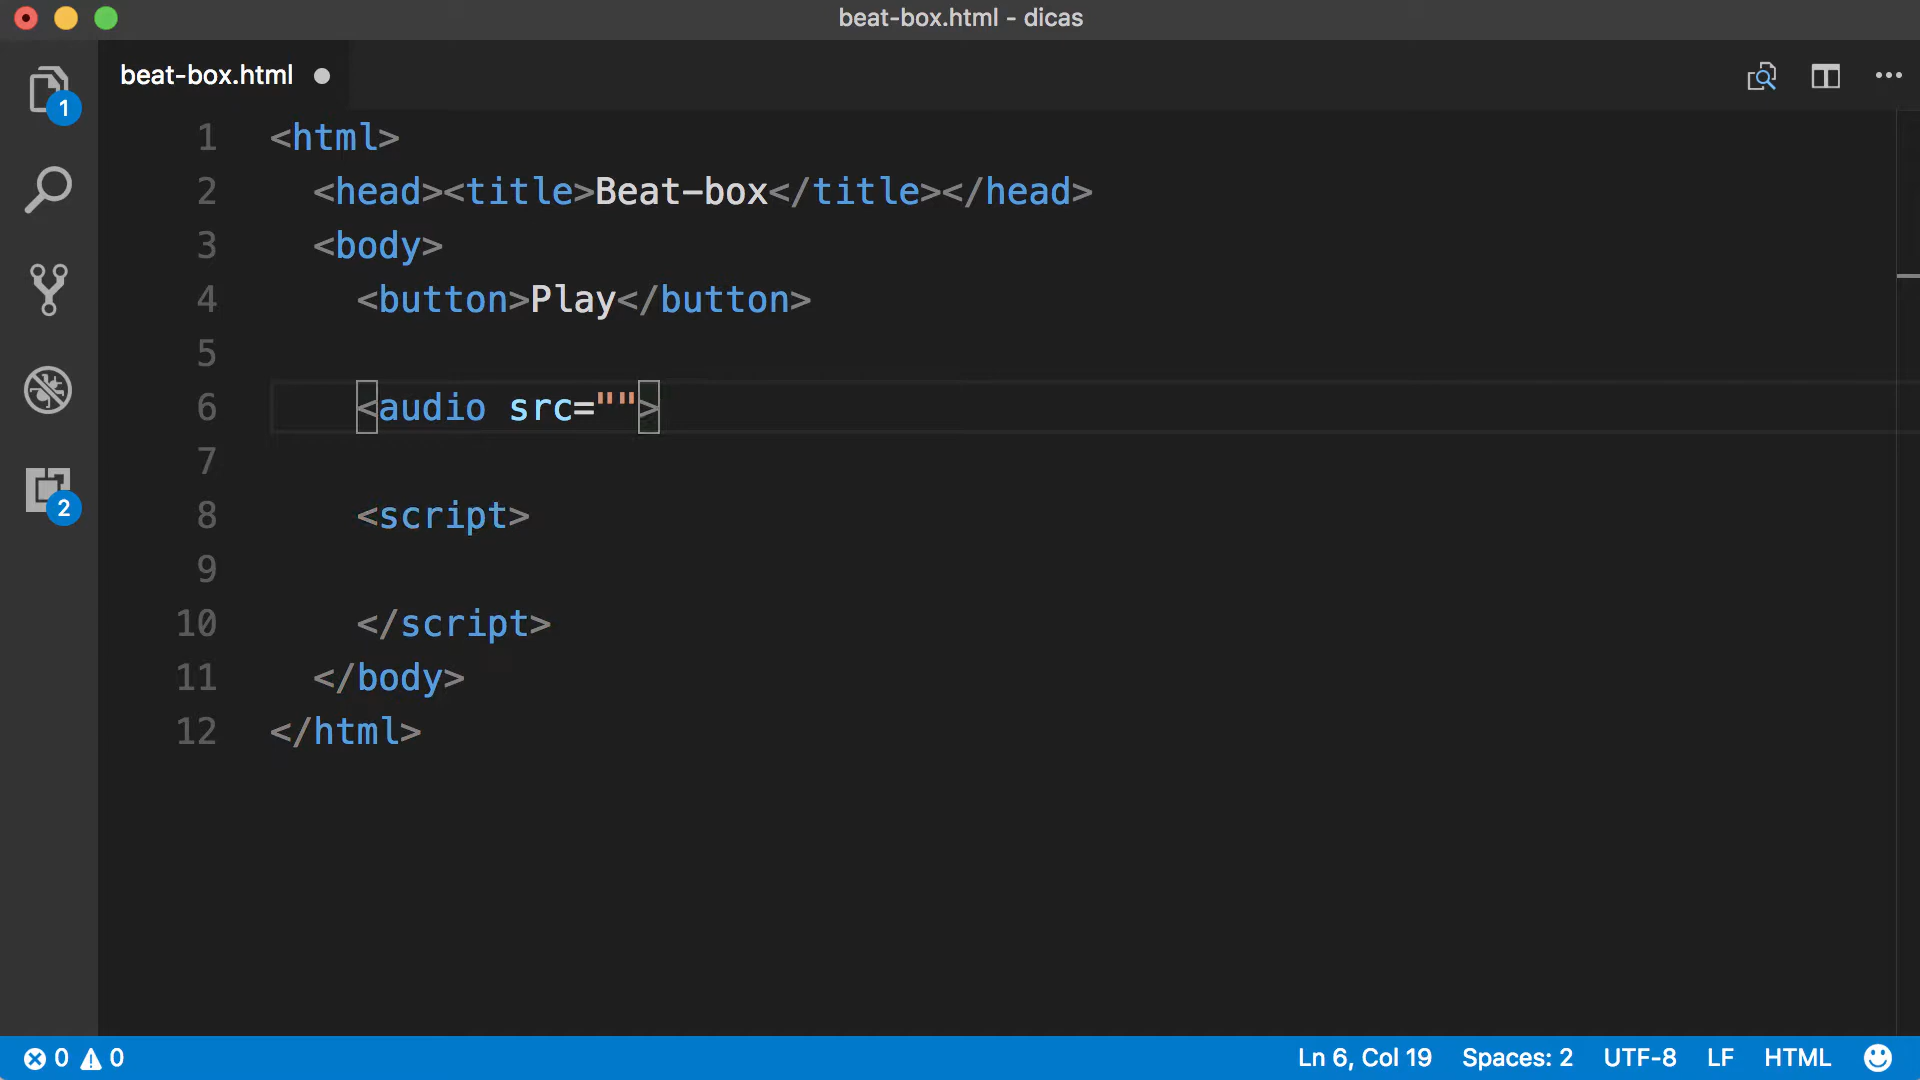 beat-box.html - dicas
beat-box.html
1
2
1 <html>
2 <head><title>Beat-box</title></head>
3 <body>
4 <button>Play</button>
5
6 <audio src="">
7
8 <script>
9
10 </script>
11 </body>
12 </html>
0 0 Ln 6, Col 19 Spaces: 2 UTF-8 LF HTML